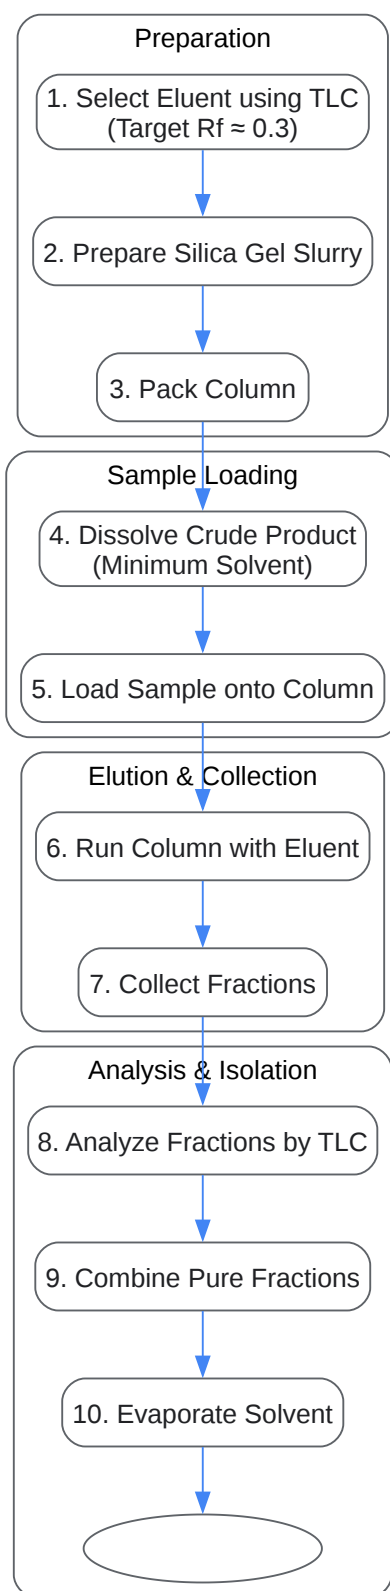 Preparation
1. Select Eluent using TLC
(Target Rf ≈ 0.3)
2. Prepare Silica Gel Slurry
3. Pack Column
Sample Loading
4. Dissolve Crude Product
(Minimum Solvent)
5. Load Sample onto Column
Elution & Collection
6. Run Column with Eluent
7. Collect Fractions
Analysis & Isolation
8. Analyze Fractions by TLC
9. Combine Pure Fractions
10. Evaporate Solvent